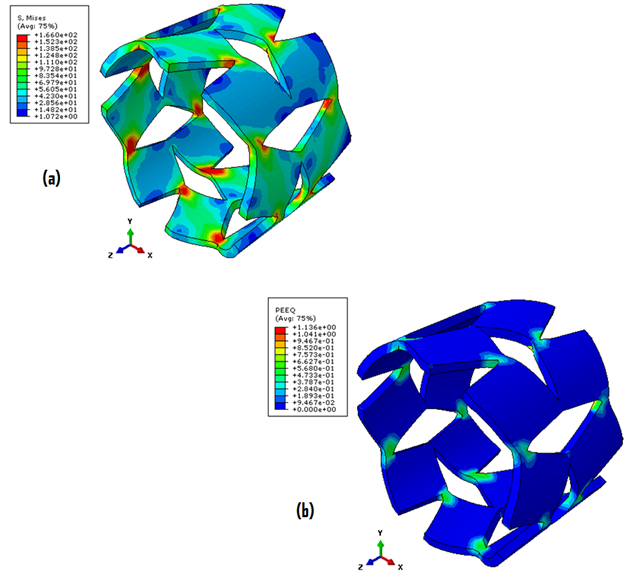 S, Mises
(Avg: 75%)
+1.660e+02
+1.523e+02
+1.385e+02
+1.248e+02
+1.110e+02
+9.728e+01
+8.354e+01
+6.979e+01
+5.605e+01
+4.230e+01
+2.856e+01
+1.482e+01
+1.072e+00
(a)
Y
Z X
PEEQ
(Avg: 75%)
+1.136e+00
+1.041e+00
+9.467e-01
+8.520e-01
+7.573e-01
+6.627e-01
+5.680e-01
+4.733e-01
+3.787e-01
+2.840e-01
+1.893e-01
+9.467e-02
+0.000e+00
(b)
Y
Z X